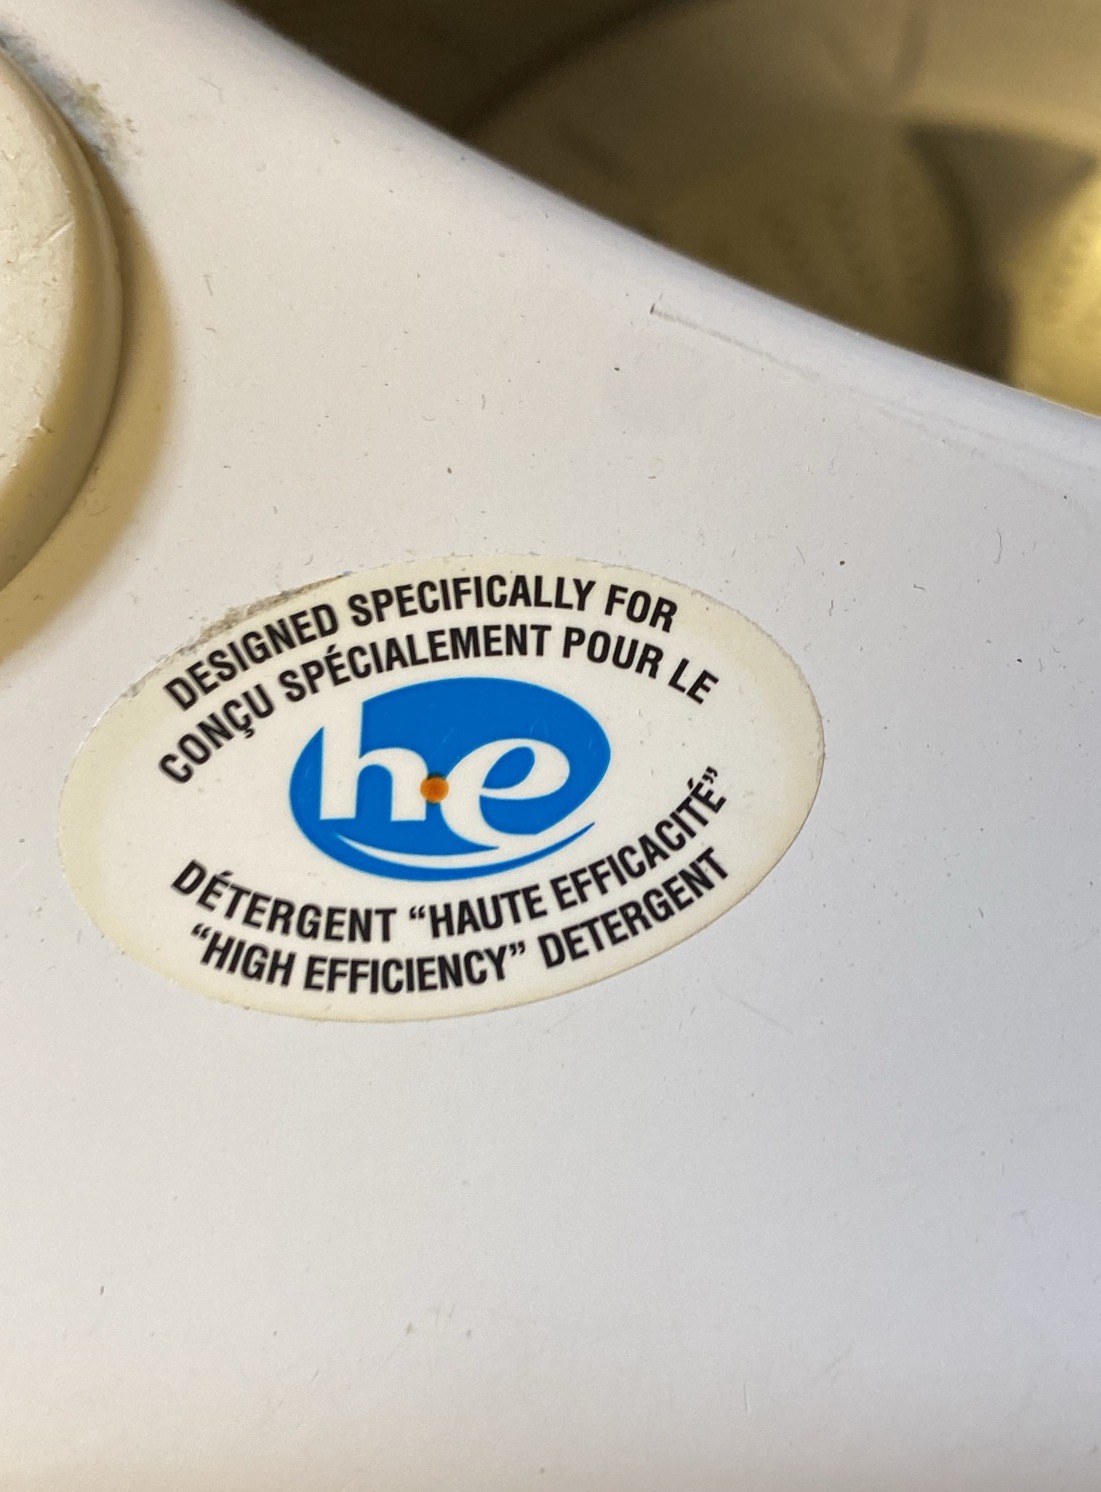 DESIGNED SPECIFICALLY FOR
CONÇU SPÉCIALEMENT POUR LE
he
DÉTERGENT “HAUTE EFFICACITÉ”
“HIGH EFFICIENCY” DETERGENT